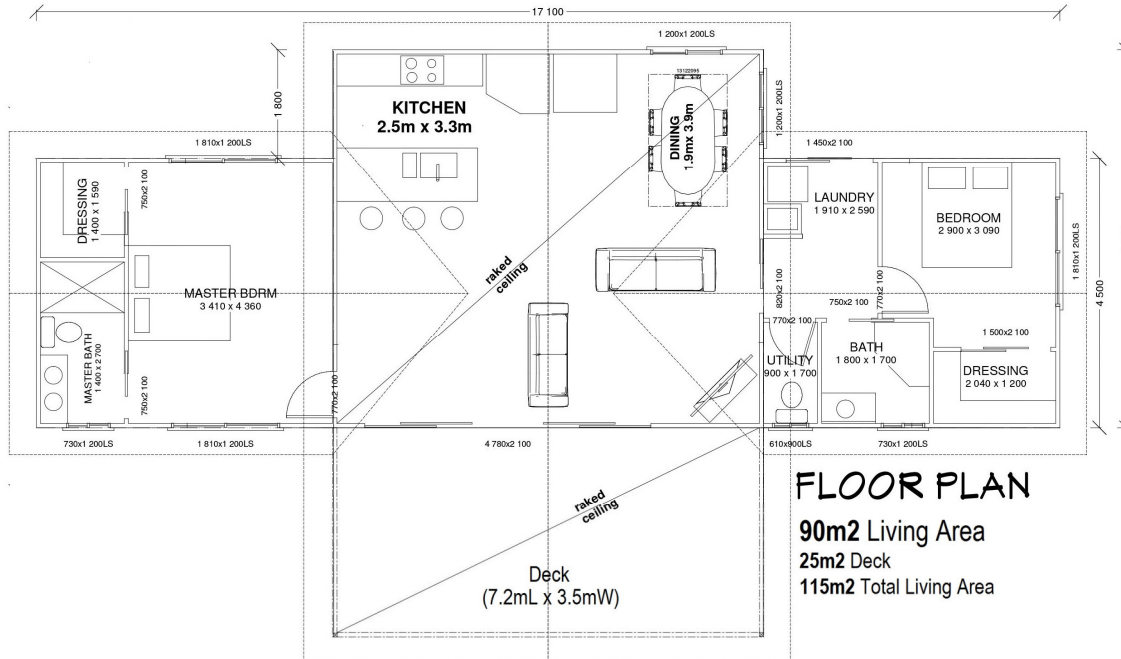 17 100
1 200x1 200LS
1 800
KITCHEN
2.5m x 3.3m
13122095
DINING
1.9mx 3.9m
1 200x1 200LS
1 810x1 200LS
1 450x2 100
DRESSING
1 400 x 1 590
750x2 100
LAUNDRY
1 910 x 2 590
BEDROOM
2 900 x 3 090
1 810x1 200LS
4 500
raked
ceiling
MASTER BDRM
3 410 x 4 360
820x2 100
770x2 100
750x2 100
770x2 100
1 500x2 100
MASTER BATH
1 400 x 2 700
750x2 100
770x2 100
UTILITY
900 x 1 700
BATH
1 800 x 1 700
DRESSING
2 040 x 1 200
730x1 200LS
1 810x1 200LS
4 780x2 100
610x900LS
730x1 200LS
raked
ceiling
Deck
(7.2mL x 3.5mW)
FLOOR PLAN
90m2 Living Area
25m2 Deck
115m2 Total Living Area